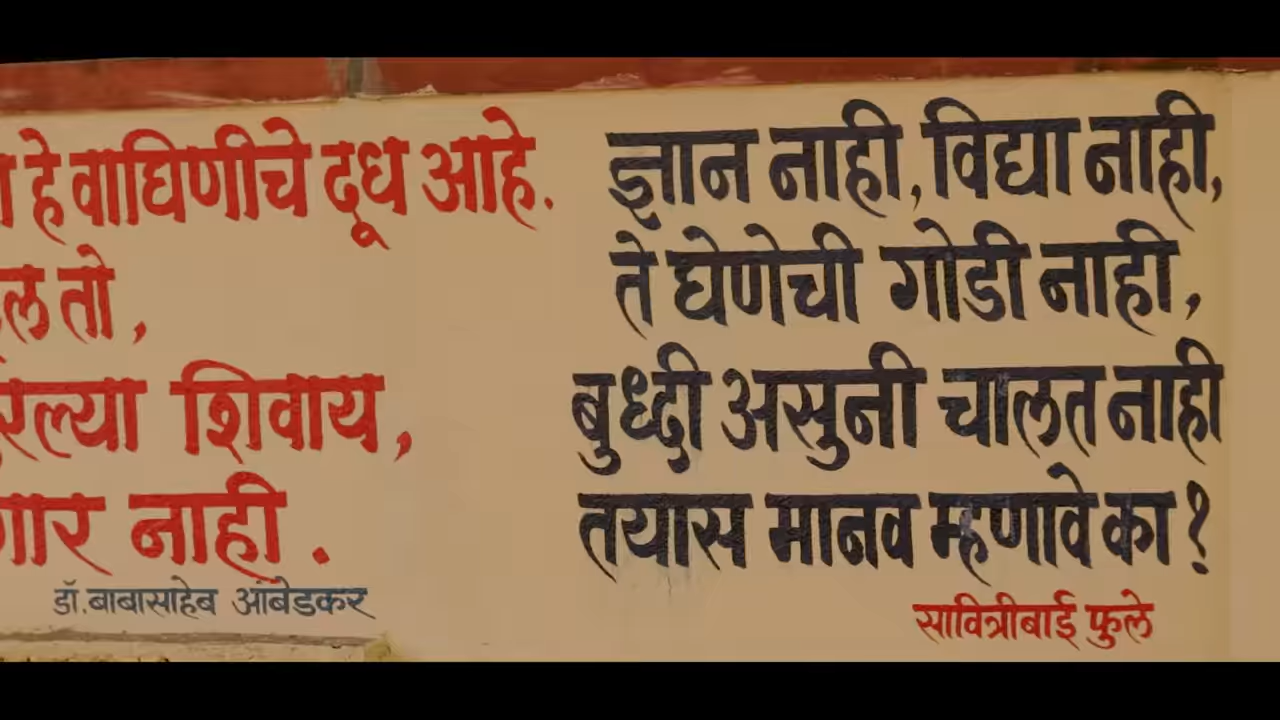 हे वाघिणीचे दूध आहे.
तो,
शिवाय,
नाही.
डॉ.बाबासाहेब आंबेडकर
ज्ञान नाही, विद्या नाही,
ते घेणेची गोडी नाही,
बुध्दी असुनी चालत नाही
तयास मानव म्हणावे का?
सावित्रीबाई फुले